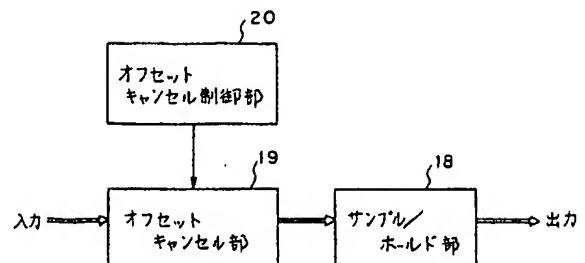 20
オフセット
キャンセル制御部
19
18
入力
オフセット
キャンセル部
サンプル/
ホールド部
出力